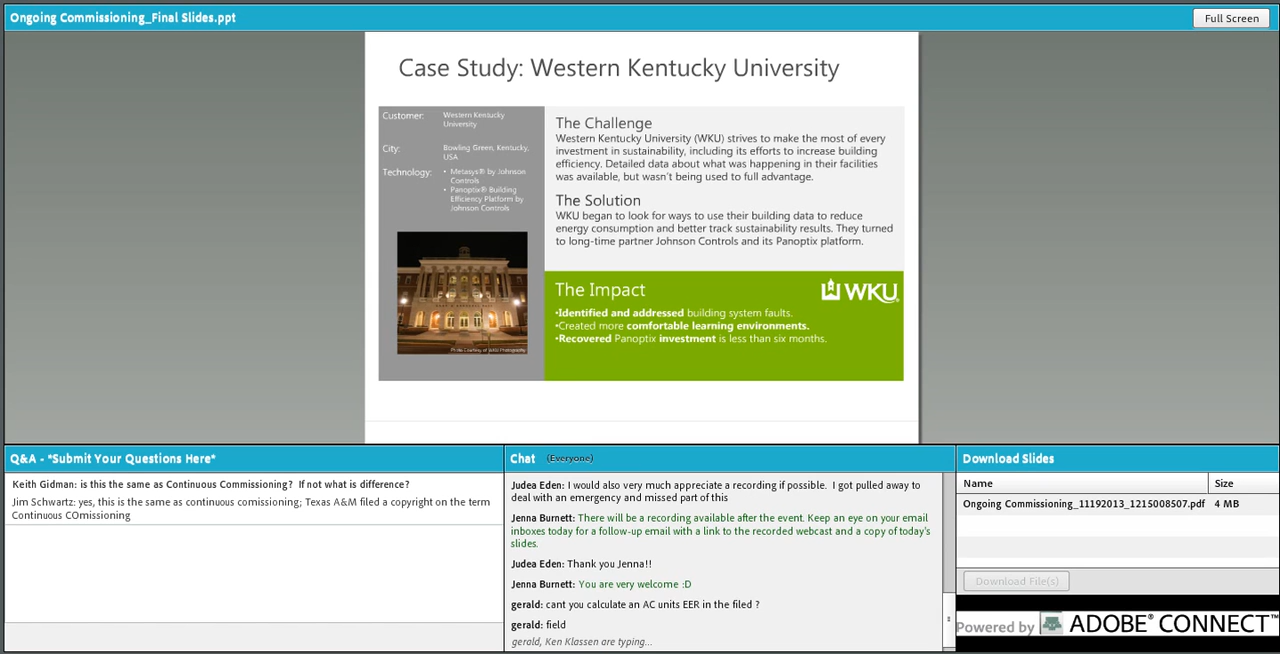 Ongoing Commissioning_Final Slides.ppt
Full Screen
Case Study: Western Kentucky University
Customer: Western Kentucky
University
City: Bowling Green, Kentucky,
USA
Technology: • Metasys® by Johnson
Controls
• Panoptix® Building
Efficiency Platform by
Johnson Controls
Photo Courtesy of WKU Photography
The Challenge
Western Kentucky University (WKU) strives to make the most of every
investment in sustainability, including its efforts to increase building
efficiency. Detailed data about what was happening in their facilities
was available, but wasn't being used to full advantage.
The Solution
WKU began to look for ways to use their building data to reduce
energy consumption and better track sustainability results. They turned
to long-time partner Johnson Controls and its Panoptix platform.
The Impact
WKU®
•Identified and addressed building system faults.
•Created more comfortable learning environments.
•Recovered Panoptix investment is less than six months.
Q&A - *Submit Your Questions Here*
Keith Gidman: is this the same as Continuous Commissioning? If not what is difference?
Jim Schwartz: yes, this is the same as continuous comissioning; Texas A&M filed a copyright on the term
Continuous COmissioning
Chat (Everyone)
Judea Eden: I would also very much appreciate a recording if possible. I got pulled away to
deal with an emergency and missed part of this
Jenna Burnett: There will be a recording available after the event. Keep an eye on your email
inboxes today for a follow-up email with a link to the recorded webcast and a copy of today's
slides.
Judea Eden: Thank you Jenna!!
Jenna Burnett: You are very welcome :D
gerald: cant you calculate an AC units EER in the filed ?
gerald: field
gerald, Ken Klassen are typing...
Download Slides
Name Size
Ongoing Commissioning_11192013_1215008507.pdf 4 MB
Download File(s)
Powered by ADOBE® CONNECT™